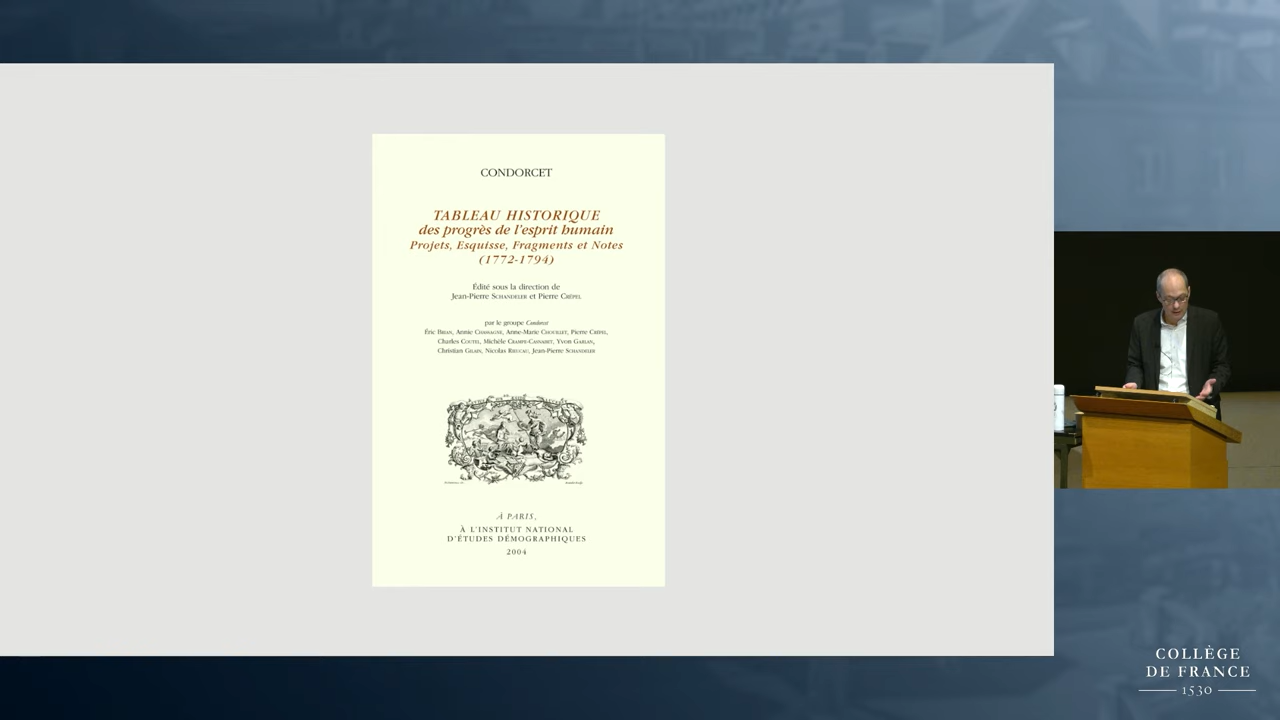 CONDORCET
TABLEAU HISTORIQUE
des progrès de l'esprit humain
Projets, Esquisse, Fragments et Notes
(1772-1794)
Édité sous la direction de
Jean-Pierre SCHANDELER et Pierre CRÉPEL
par le groupe Condorcet
Éric BRIAN, Annie CHASSAGNE, Anne-Marie CHOUILLET, Pierre CRÉPEL,
Charles COUTEL, Michèle CRAMPE-CASNABET, Yvon GARLAN,
Christian GILAIN, Nicolas RIEUCAU, Jean-Pierre SCHANDELER
À PARIS,
À L'INSTITUT NATIONAL
D'ÉTUDES DÉMOGRAPHIQUES
2004
COLLÈGE
DE FRANCE
1530